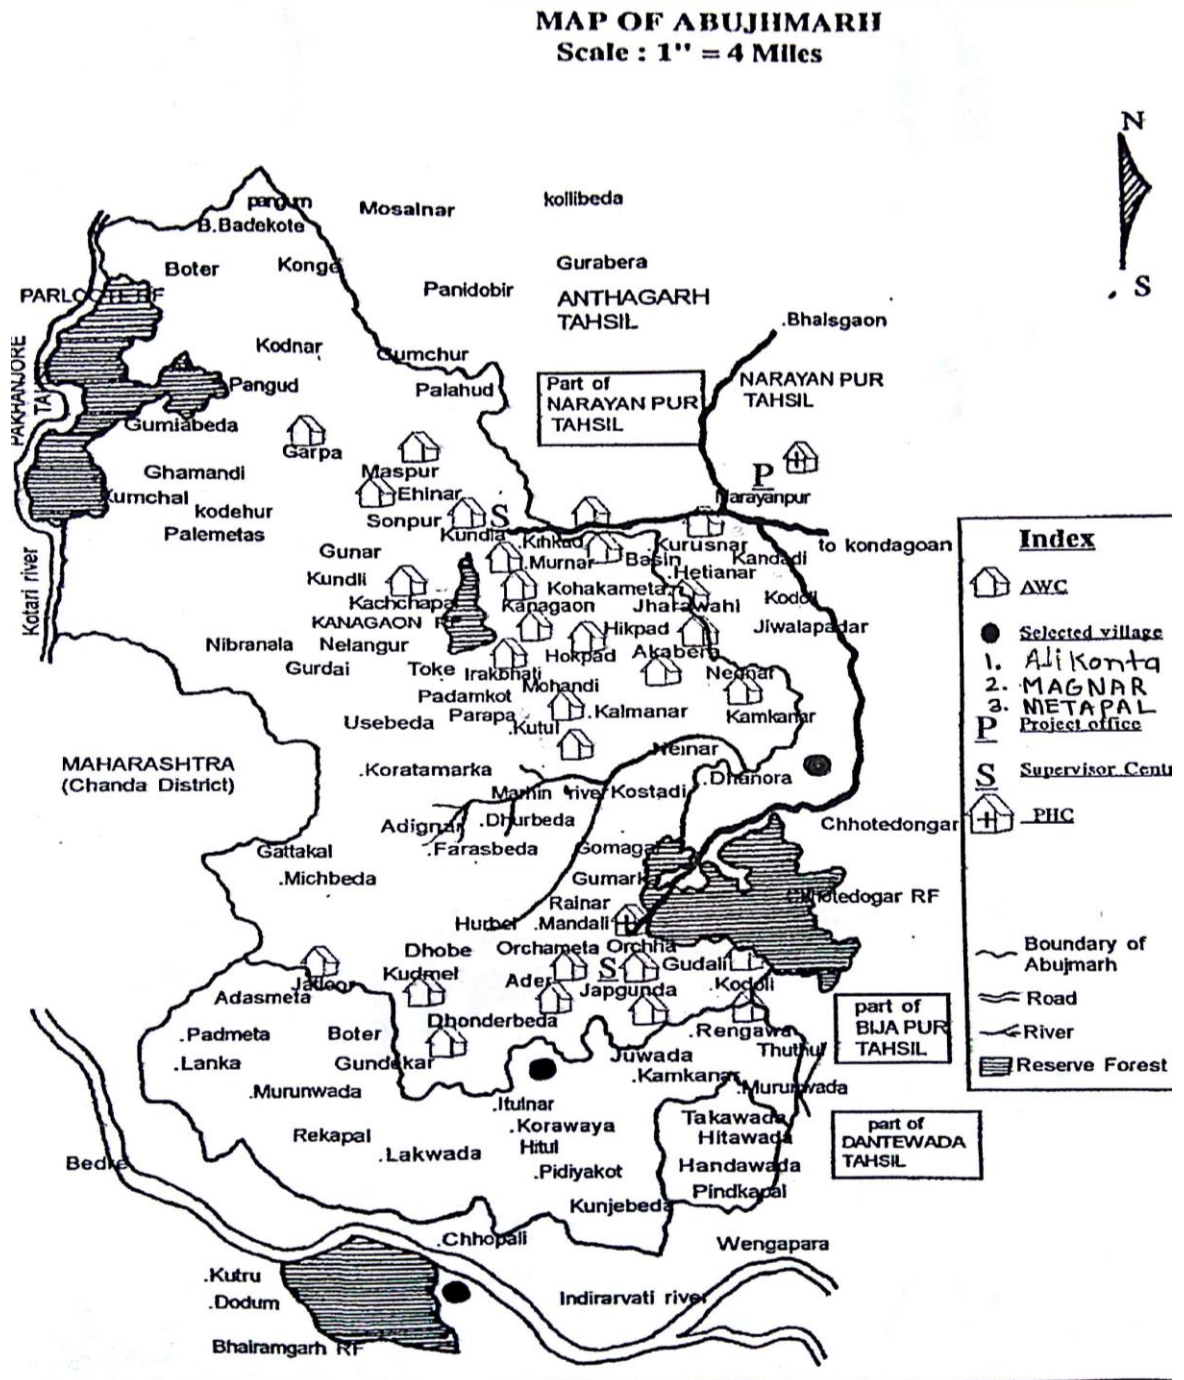 MAP OF ABUJHMARH
Scale : 1" = 4 Miles
N
S
pangum
Mosalnar
kollibeda
B.Badekote
Boter
Konge
Gurabera
Panidobir
ANTHAGARH
TAHSIL
.Bhalsgaon
Kodnar
Gumchur
Pangud
Palahud
Part of
NARAYAN PUR
TAHSIL
NARAYAN PUR
TAHSIL
PAKHANJORE
Gumiabeda
Garpa
Ghamandi
Maspur
Ehinar
P
Narayanpur
Kumchal
kodehur
Sonpur
S
Palemetas
Kundla
.Kihkad
Kurusnar
to kondagoan
Gunar
.Murnar
Basin
Kandadi
Kundli
.Hetianar
Kohakameta
Kachchapal
Kanagaon
Jharawahi
Kodoli
KANAGAON RF
Hikpad
Jiwalapadar
Kotari river
Nibranala
Nelangur
Hokpad
Akabera
Gurdai
Toke
Irakbhati
Mohandi
Nednar
Padamkot
Usebeda
Parapa
.Kutul
.Kalmanar
Kamkanar
MAHARASHTRA
(Chanda District)
.Koratamarka
Neinar
.Dhanora
Marhin river
Kostadi
Adignar
.Dhurbeda
Chhotedongar
Gattakal
.Farasbeda
Gomagal
.Michbeda
Gumarka
Chhotedogar RF
Rainar
Hurbel
.Mandali
Dhobe
Orchameta
Orchha
Jatloor
Kudmel
Ader
S
Gudali
Adasmeta
Japgunda
.Kodoli
Dhonderbeda
part of
BIJA PUR
TAHSIL
.Padmeta
Boter
.Rengawa
.Lanka
Gundekar
Juwada
Thuthul
.Kamkanar
.Murunwada
.Murunwada
.Itulnar
Takawada
.Korawaya
Hitawada
part of
DANTEWADA
TAHSIL
Rekapal
Hitul
.Lakwada
Bedre
.Pidiyakot
Handawada
Pindkapal
Kunjebeda
.Chhopali
Wengapara
.Kutru
.Dodum
Indirarvati river
Bhairamgarh RF
Index
AWC
Selected village
1. Alikonta
2. MAGNAR
3. METAPAL
P Project office
S Supervisor Cent
PHC
Boundary of
Abujmarh
Road
River
Reserve Forest